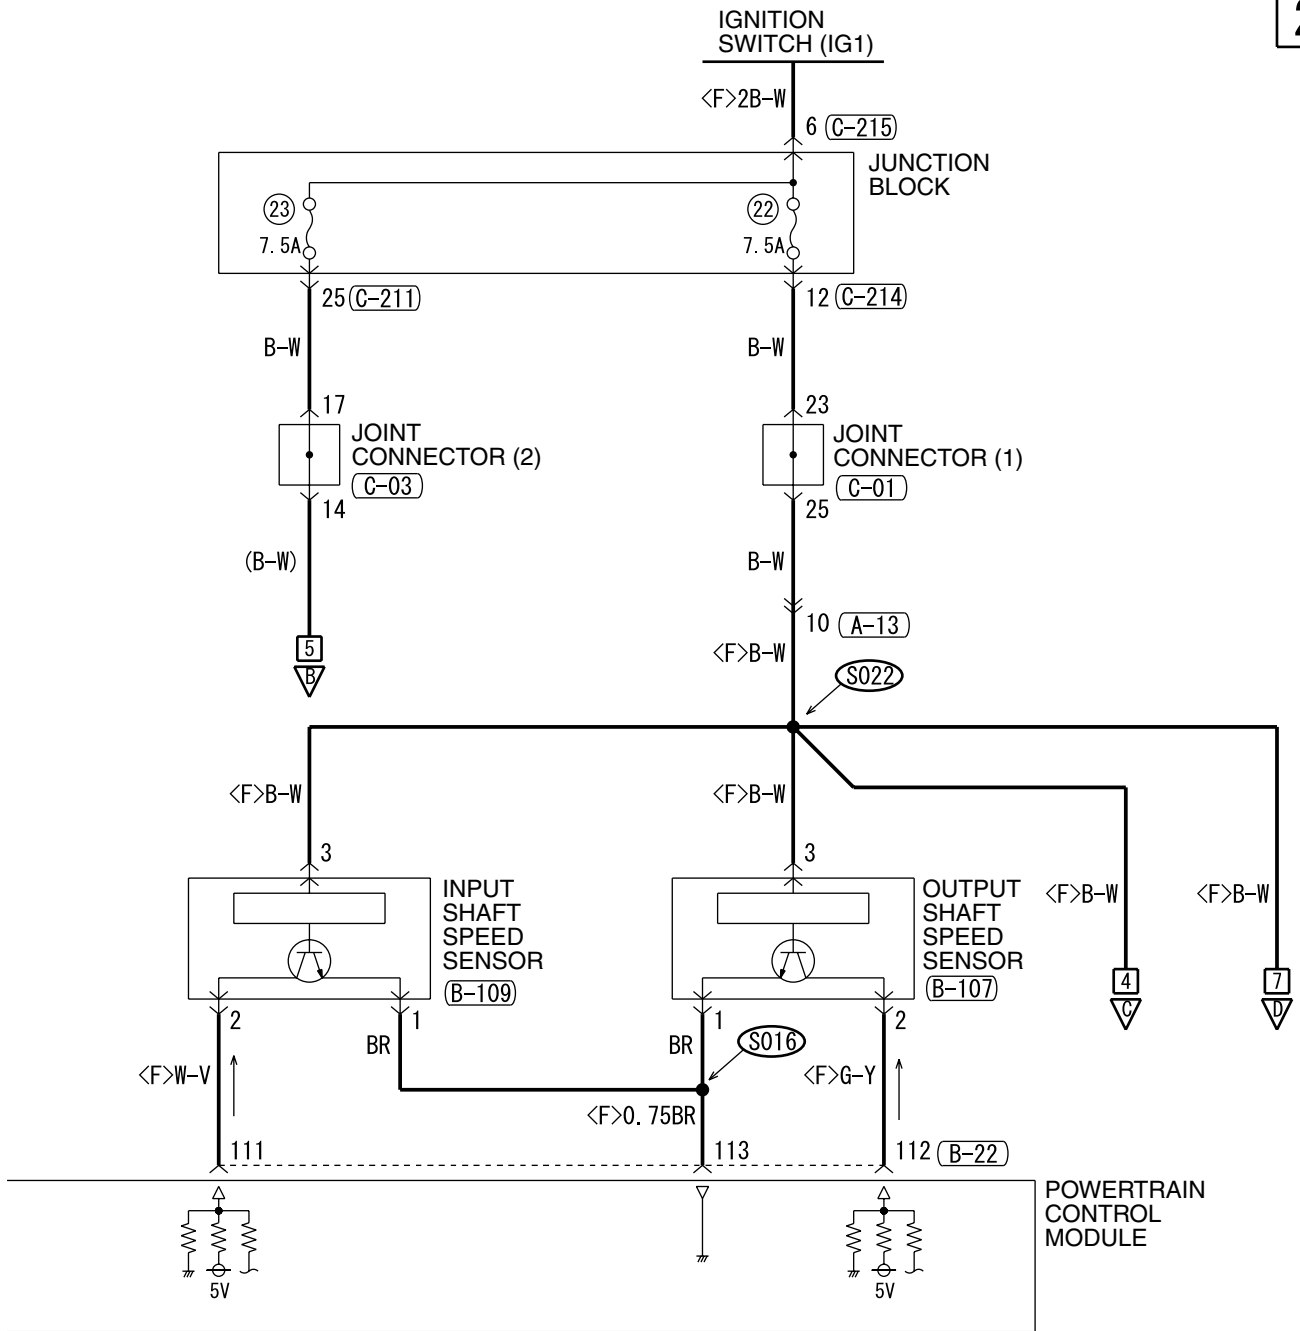 IGNITION
SWITCH (IG1)
2
<F>2B-W
6 (C-215)
JUNCTION
BLOCK
23
7.5A
22
7.5A
25 (C-211)
12 (C-214)
B-W
B-W
17
23
JOINT
CONNECTOR (2)
C-03
JOINT
CONNECTOR (1)
C-01
14
25
(B-W)
B-W
10 (A-13)
5
B
<F>B-W
S022
<F>B-W
<F>B-W
3
3
INPUT
SHAFT
SPEED
SENSOR
B-109
OUTPUT
SHAFT
SPEED
SENSOR
B-107
<F>B-W
<F>B-W
4
C
7
D
2
1
1
2
BR
BR
S016
<F>W-V
<F>G-Y
<F>0.75BR
111
113
112 (B-22)
POWERTRAIN
CONTROL
MODULE
5V
5V